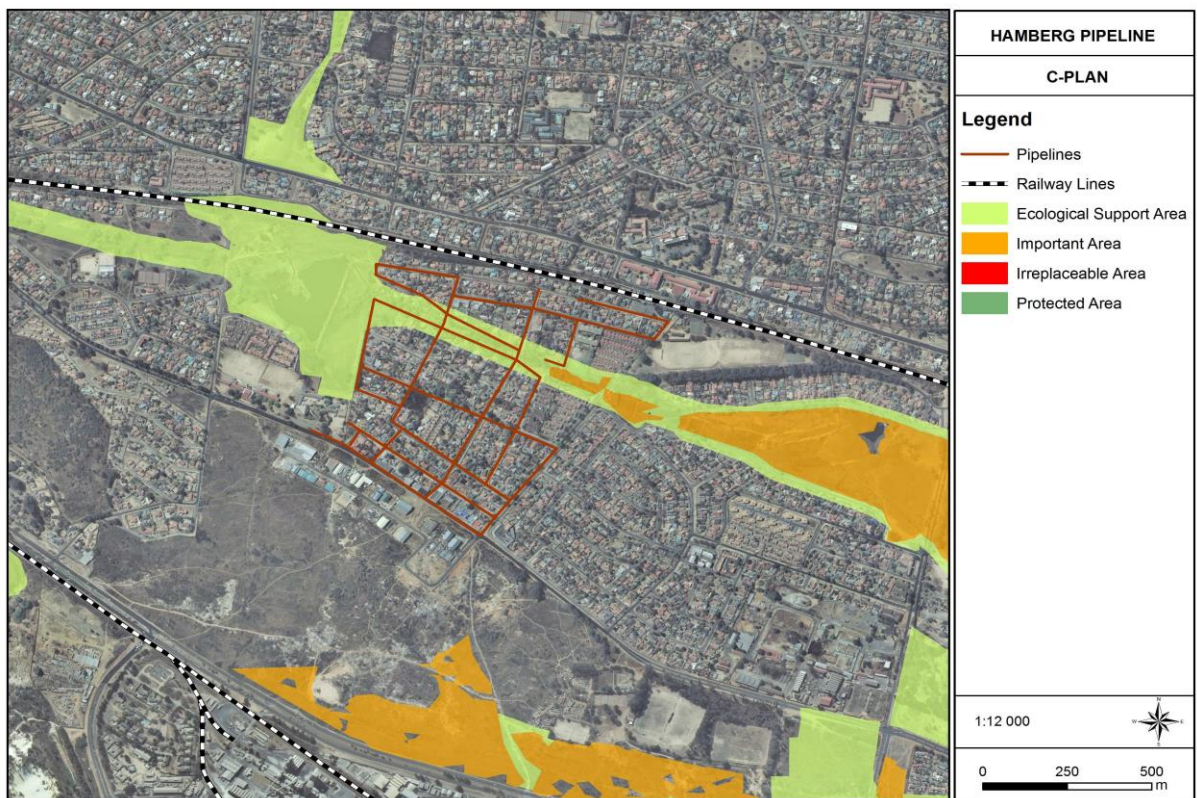 HAMBERG PIPELINE
C-PLAN
Legend
Pipelines
Railway Lines
Ecological Support Area
Important Area
Irreplaceable Area
Protected Area
1:12 000
N
W E
S
0 250 500
m